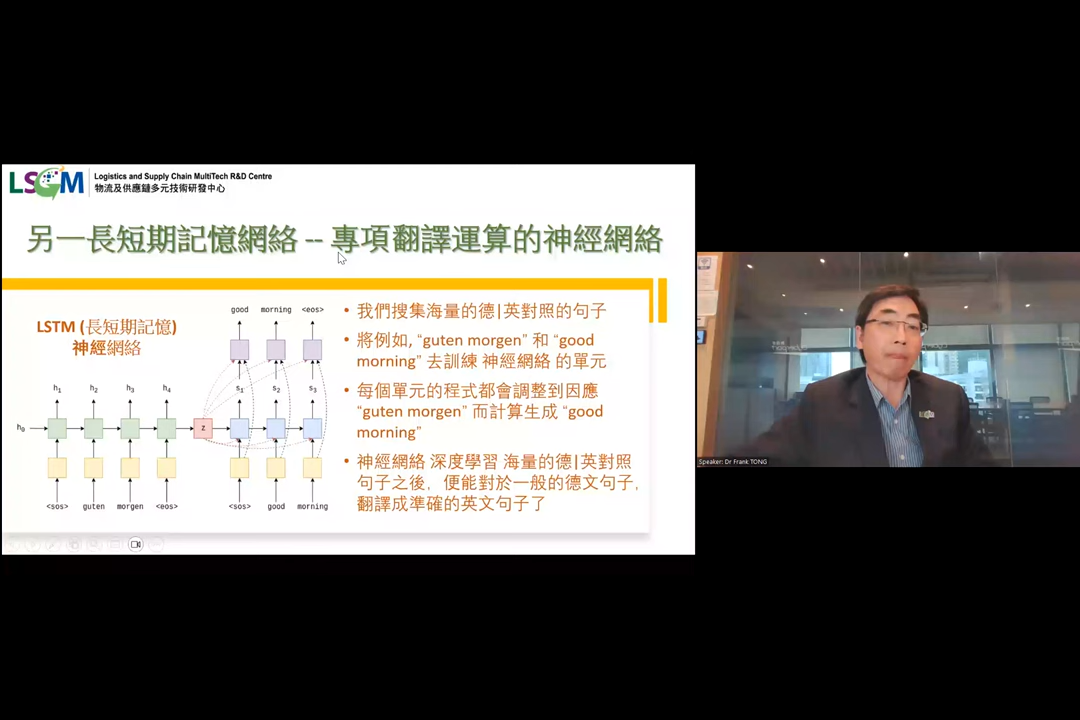 LSCM
Logistics and Supply Chain MultiTech R&D Centre
物流及供應鏈多元技術研發中心
另一長短期記憶網絡 -- 專項翻譯運算的神經網絡
LSTM (長短期記憶)
神經網絡
good morning <eos>
s₁ s₂ s₃
h₁ h₂ h₃ h₄
h₀ z
<sos> guten morgen <eos> <sos> good morning
• 我們搜集海量的德|英對照的句子
• 將例如, “guten morgen” 和 “good
morning” 去訓練 神經網絡 的單元
• 每個單元的程式都會調整到因應
“guten morgen” 而計算生成 “good
morning”
• 神經網絡 深度學習 海量的德|英對照
句子之後，便能對於一般的德文句子，
翻譯成準確的英文句子了
Speaker: Dr Frank TONG